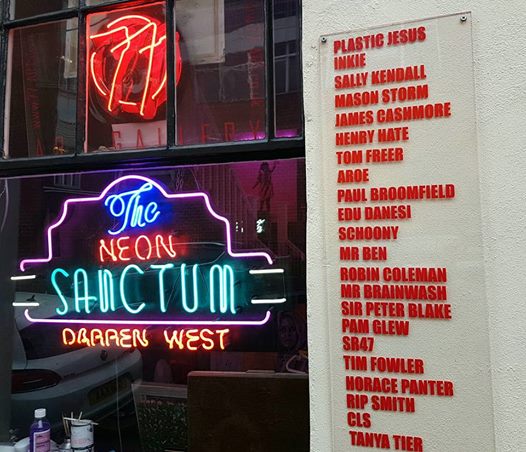 The
NEON
SANCTUM
DARREN WEST
GALLERY
PLASTIC JESUS
INKIE
SALLY KENDALL
MASON STORM
JAMES CASHMORE
HENRY HATE
TOM FREER
AROE
PAUL BROOMFIELD
EDU DANESI
SCHOONY
MR BEN
ROBIN COLEMAN
MR BRAINWASH
SIR PETER BLAKE
PAM GLEW
SR47
TIM FOWLER
HORACE PANTER
RIP SMITH
CLS
TANYA TIER